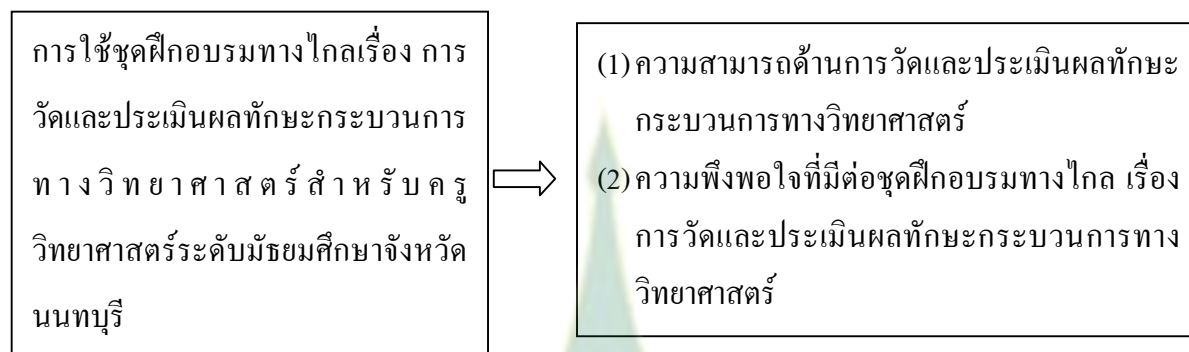 การใช้ชุดฝึกอบรมทางไกลเรื่อง การ
วัดและประเมินผลทักษะกระบวนการ
ทางวิทยาศาสตร์สำหรับครู
วิทยาศาสตร์ระดับมัธยมศึกษาจังหวัด
นนทบุรี
(1) ความสามารถด้านการวัดและประเมินผลทักษะ
กระบวนการทางวิทยาศาสตร์
(2) ความพึงพอใจที่มีต่อชุดฝึกอบรมทางไกล เรื่อง
การวัดและประเมินผลทักษะกระบวนการทาง
วิทยาศาสตร์